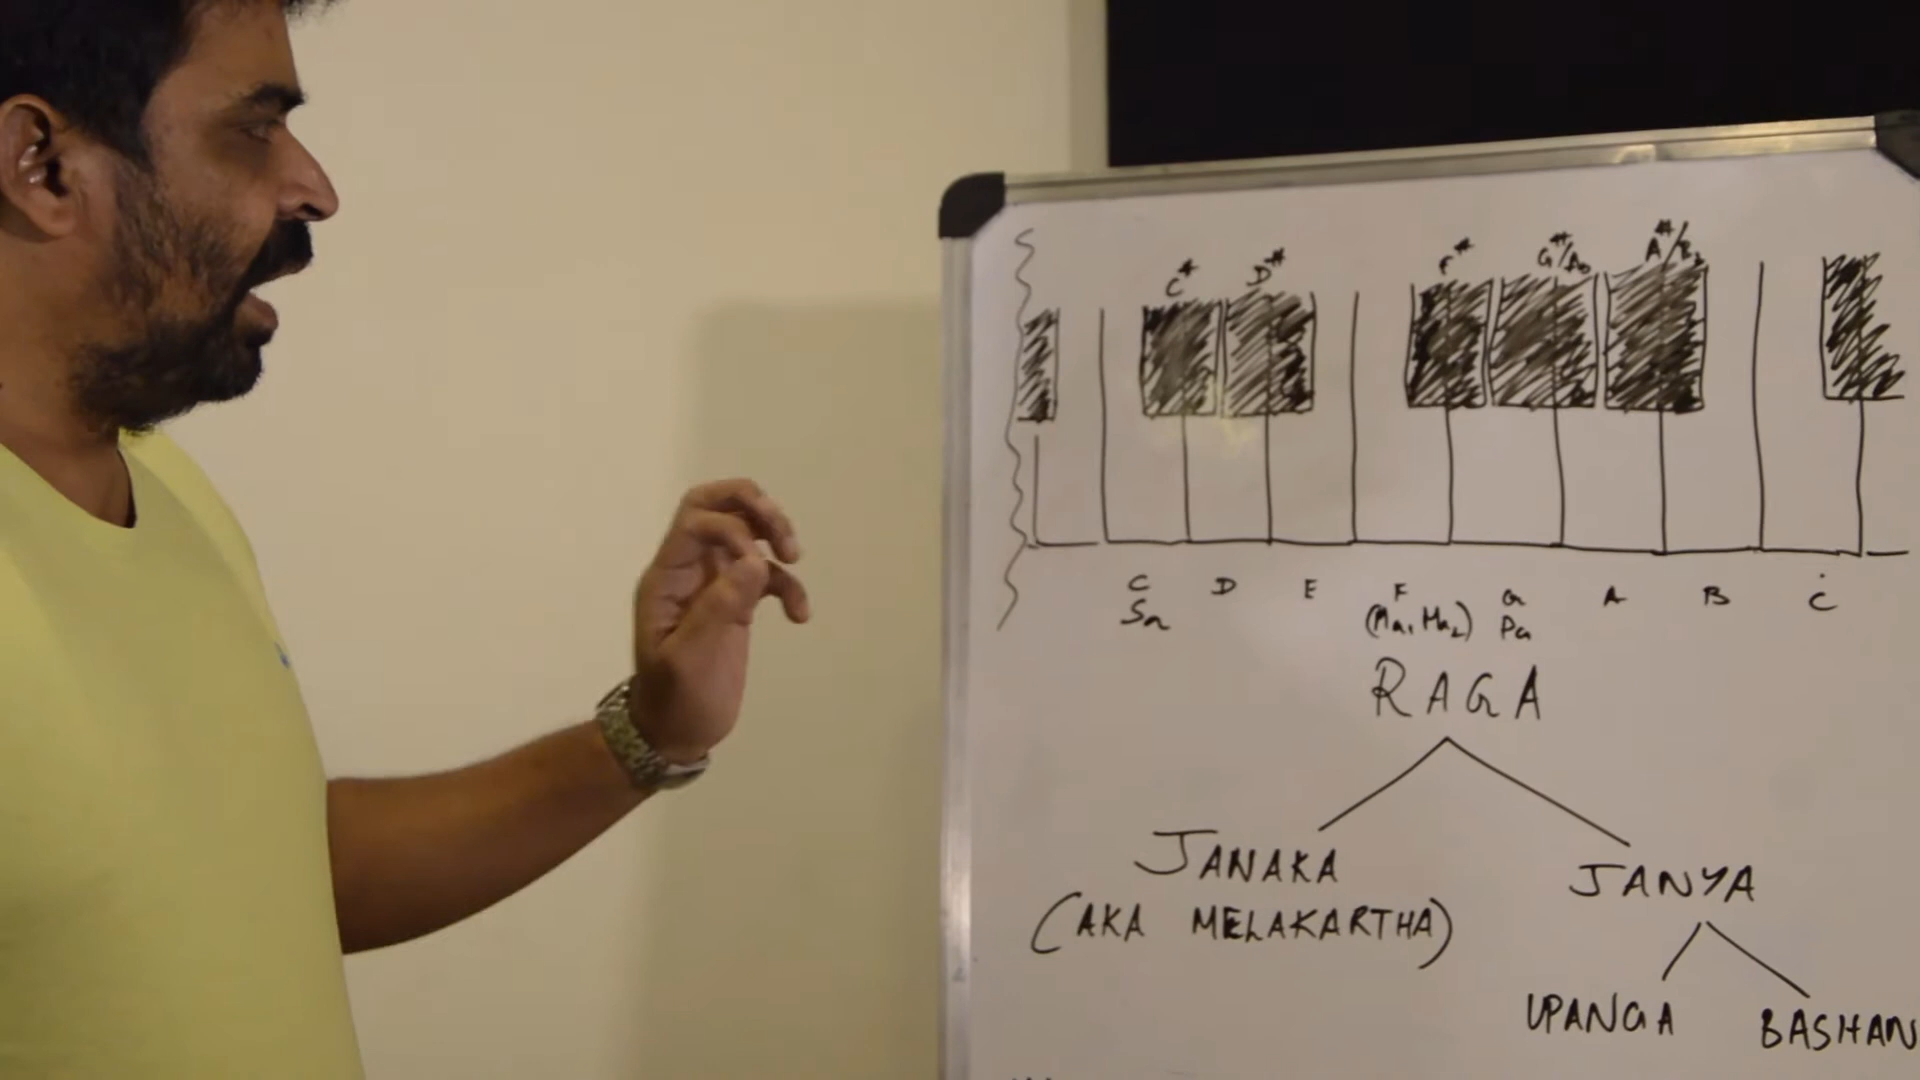 C# D# F# G#/Ab A#/Bb
C D E F G A B Ċ
Sa (Ma₁, Ma₂) Pa
RAGA
JANAKA JANYA
(AKA MELAKARTHA)
UPANGA BASHAN